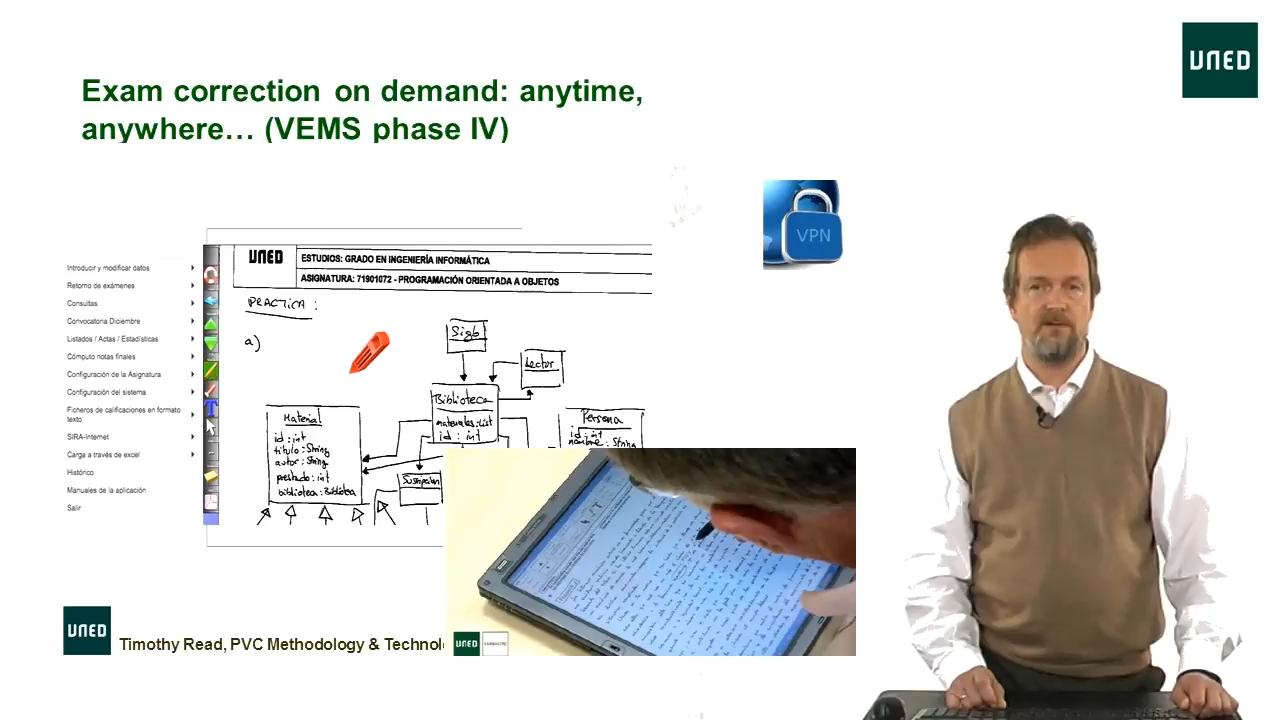 UNED
Exam correction on demand: anytime,
anywhere… (VEMS phase IV)
VPN
UNED
ESTUDIOS: GRADO EN INGENIERÍA INFORMÁTICA
ASIGNATURA: 71901072 - PROGRAMACIÓN ORIENTADA A OBJETOS
Introducir y modificar datos
Retorno de exámenes
Consultas
Convocatoria Diciembre
Listados / Actas / Estadísticas
Cómputo notas finales
Configuración de la Asignatura
Configuración del sistema
Ficheros de calificaciones en formato
texto
SIRA-Internet
Carga a través de excel
Histórico
Manuales de la aplicación
Salir
PRACTICA:
a)
Sigb
Lector
Biblioteca
materiales: List
id: int
Material
id: int
titulo: String
autor: String
prestado: int
biblioteca: Biblioteca
Persona
id: int
nombre: String
UNED
Timothy Read, PVC Methodology & Technolo
UNED